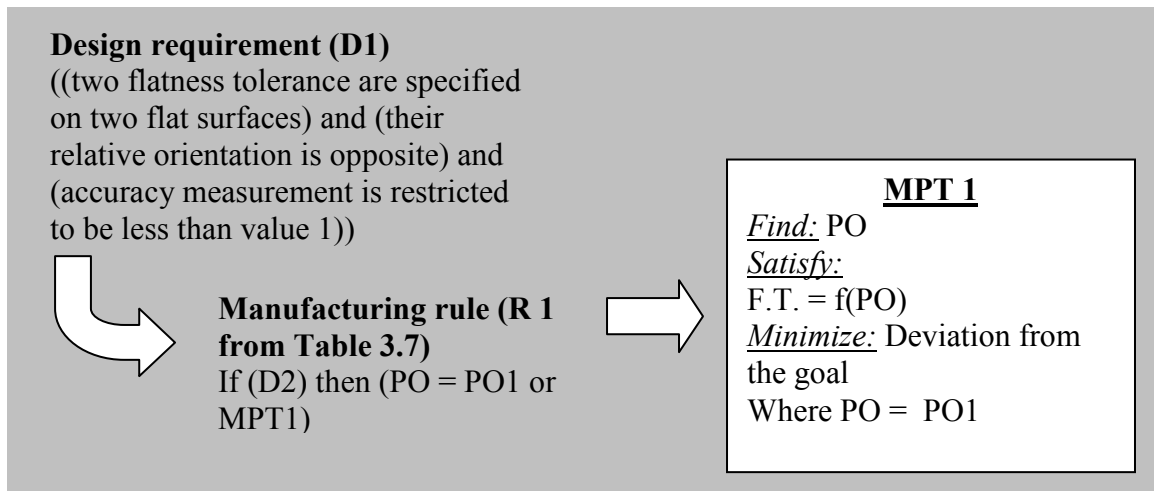 Design requirement (D1)
((two flatness tolerance are specified
on two flat surfaces) and (their
relative orientation is opposite) and
(accuracy measurement is restricted
to be less than value 1))
Manufacturing rule (R 1
from Table 3.7)
If (D2) then (PO = PO1 or
MPT1)
MPT 1
Find: PO
Satisfy:
F.T. = f(PO)
Minimize: Deviation from
the goal
Where PO =  PO1